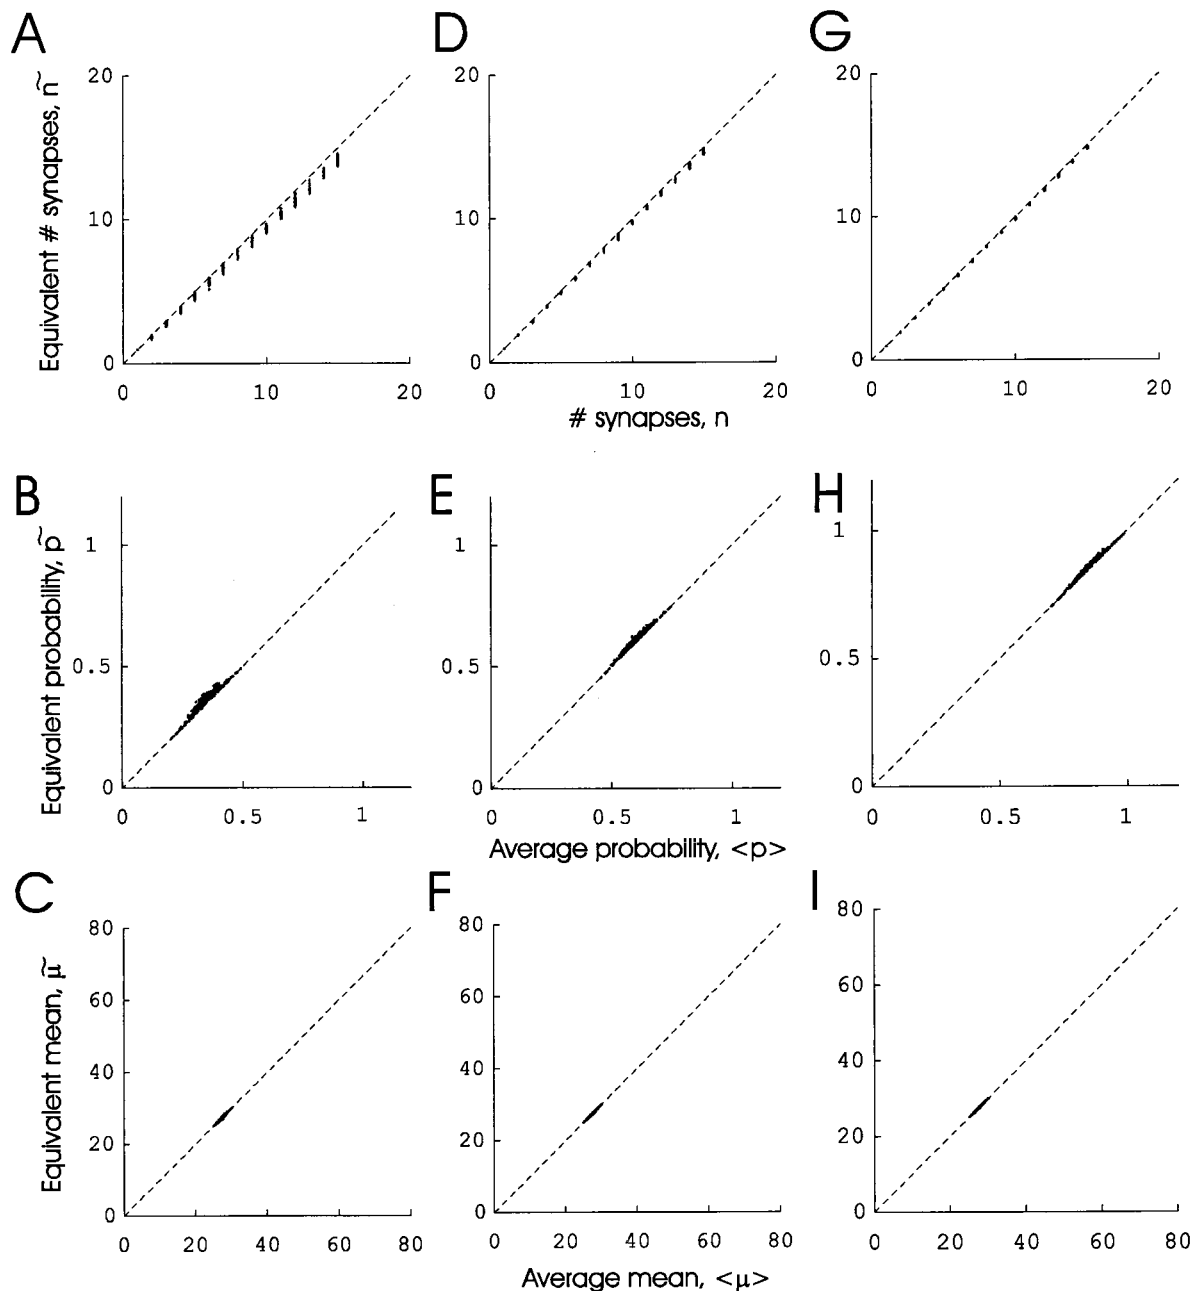 A
D
G
Equivalent # synapses, ñ
20
10
0
0 10 20
20
10
0
0 10 20
20
10
0
0 10 20
# synapses, n
B
E
H
Equivalent probability, p̃
1
0.5
0
0 0.5 1
1
0.5
0
0 0.5 1
1
0.5
0
0 0.5 1
Average probability, <p>
C
F
I
Equivalent mean, μ̃
80
60
40
20
0
0 20 40 60 80
80
60
40
20
0
0 20 40 60 80
80
60
40
20
0
0 20 40 60 80
Average mean, <μ>